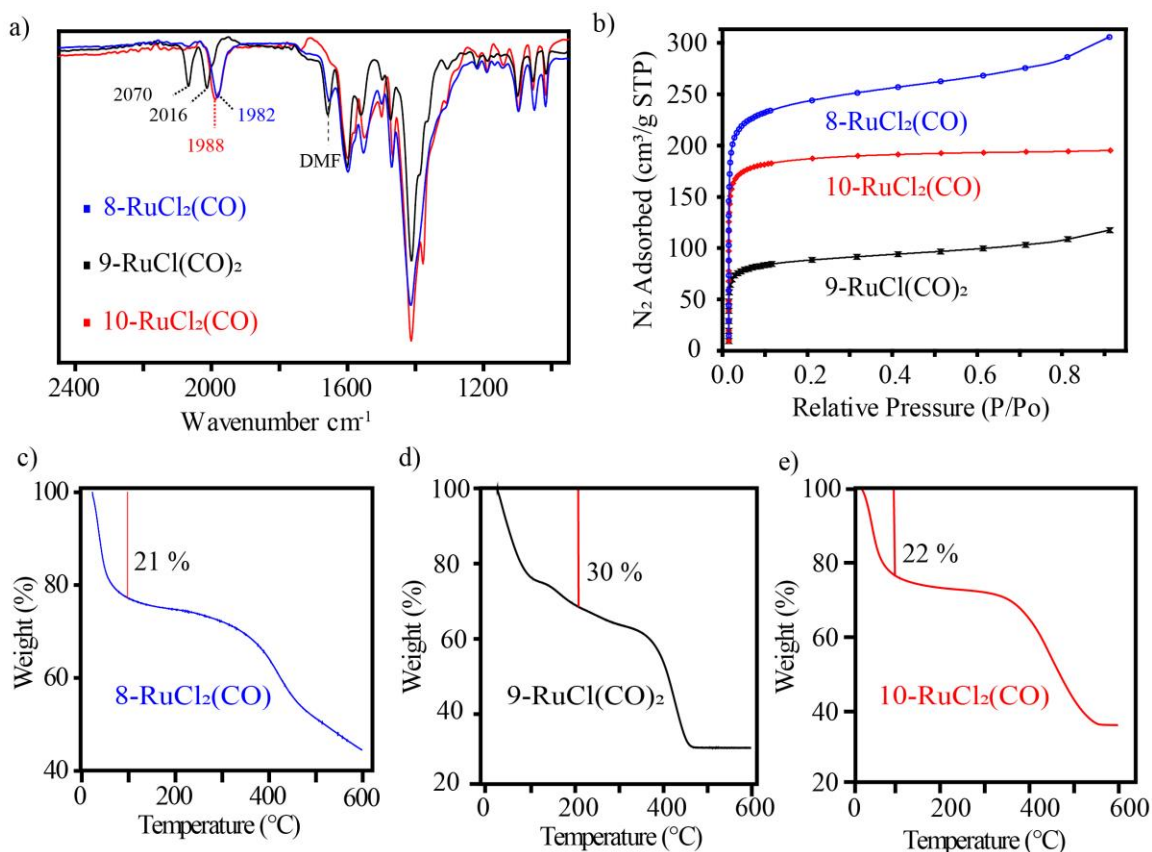 a)
2070
2016
1982
1988
DMF
8-RuCl₂(CO)
9-RuCl(CO)₂
10-RuCl₂(CO)
2400
2000
1600
1200
Wavenumber cm⁻¹
b)
300
250
200
150
100
50
0
N₂ Adsorbed (cm³/g STP)
8-RuCl₂(CO)
10-RuCl₂(CO)
9-RuCl(CO)₂
0.0
0.2
0.4
0.6
0.8
Relative Pressure (P/Po)
c)
100
80
60
40
Weight (%)
21 %
8-RuCl₂(CO)
0
200
400
600
Temperature (°C)
d)
100
80
60
40
20
Weight (%)
30 %
9-RuCl(CO)₂
0
200
400
600
Temperature (°C)
e)
100
80
60
40
20
Weight (%)
22 %
10-RuCl₂(CO)
0
200
400
600
Temperature (°C)